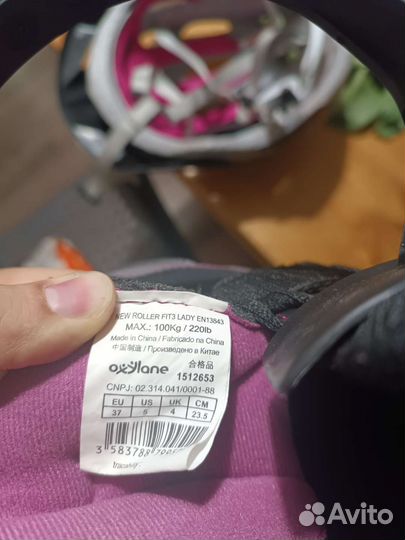 NEW ROLLER FIT3 LADY EN13843
MAX.: 100Kg / 220lb
Made in China / Fabricado na China
中国制造 / Произведено в Китае
oxylane 合格品
1512653
CNPJ: 02.314.041/0001-88
EU US UK CM
37 5 4 23.5
Avito